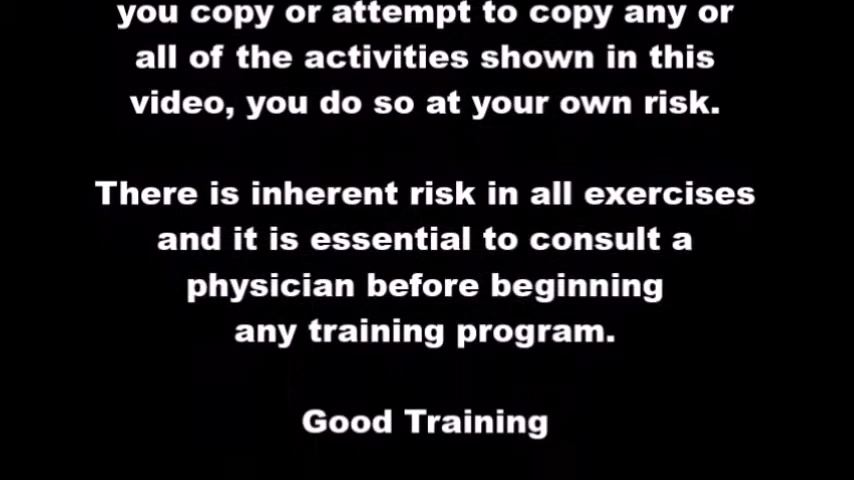 you copy or attempt to copy any or
all of the activities shown in this
video, you do so at your own risk.
There is inherent risk in all exercises
and it is essential to consult a
physician before beginning
any training program.
Good Training